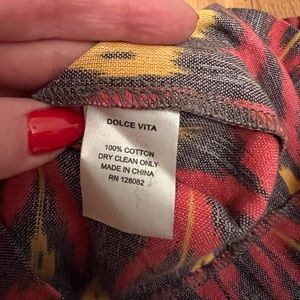 DOLCE VITA
100% COTTON
DRY CLEAN ONLY
MADE IN CHINA
RN 128082